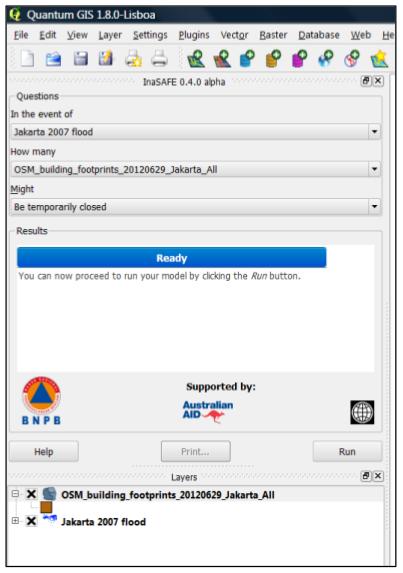 Quantum GIS 1.8.0-Lisboa
File Edit View Layer Settings Plugins Vector Raster Database Web He
InaSAFE 0.4.0 alpha
Questions
In the event of
Jakarta 2007 flood
How many
OSM_building_footprints_20120629_Jakarta_All
Might
Be temporarily closed
Results
Ready
You can now proceed to run your model by clicking the Run button.
Supported by:
Australian
AID
BNPB
Help Print... Run
Layers
OSM_building_footprints_20120629_Jakarta_All
Jakarta 2007 flood